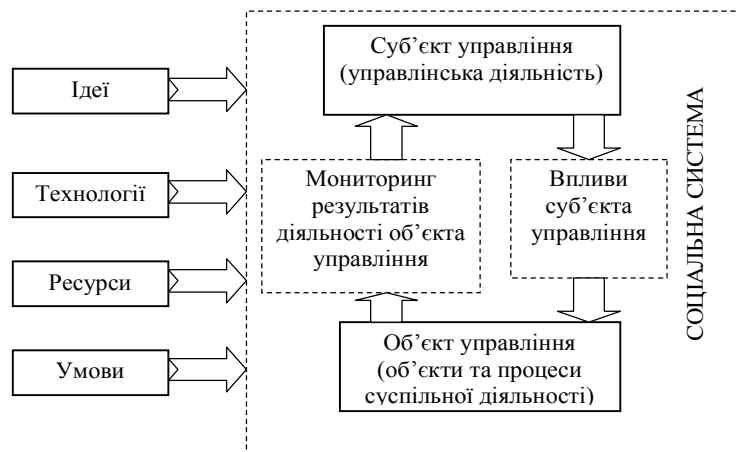 Суб’єкт управління
(управлінська діяльність)
Ідеї
Технології
Ресурси
Умови
Мониторинг
результатів
діяльності об’єкта
управління
Впливи
суб’єкта
управління
Об’єкт управління
(об’єкти та процеси
суспільної діяльності)
СОЦІАЛЬНА СИСТЕМА